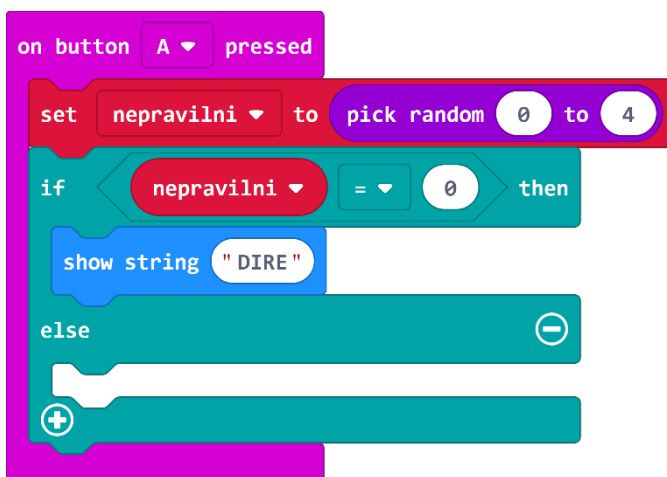 on button A pressed
set nepravilni to pick random 0 to 4
if nepravilni = 0 then
show string "DIRE"
else